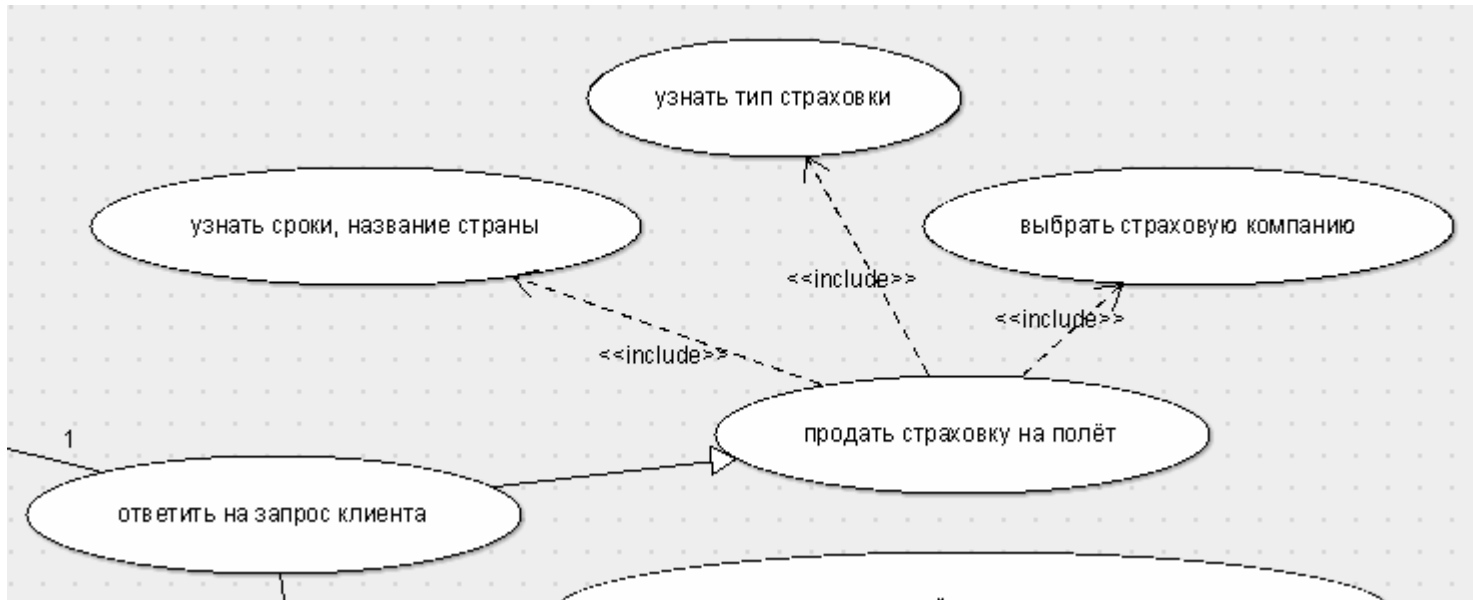 узнать тип страховки
узнать сроки, название страны
выбрать страховую компанию
<<include>>
<<include>>
<<include>>
продать страховку на полёт
1
ответить на запрос клиента